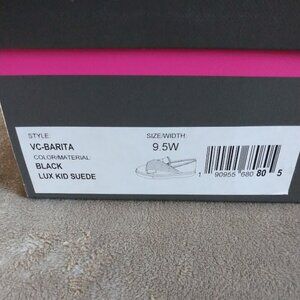 STYLE: SIZE/WIDTH:
VC-BARITA 9.5W
COLOR/MATERIAL:
BLACK
LUX KID SUEDE
1 90955 680 80 5